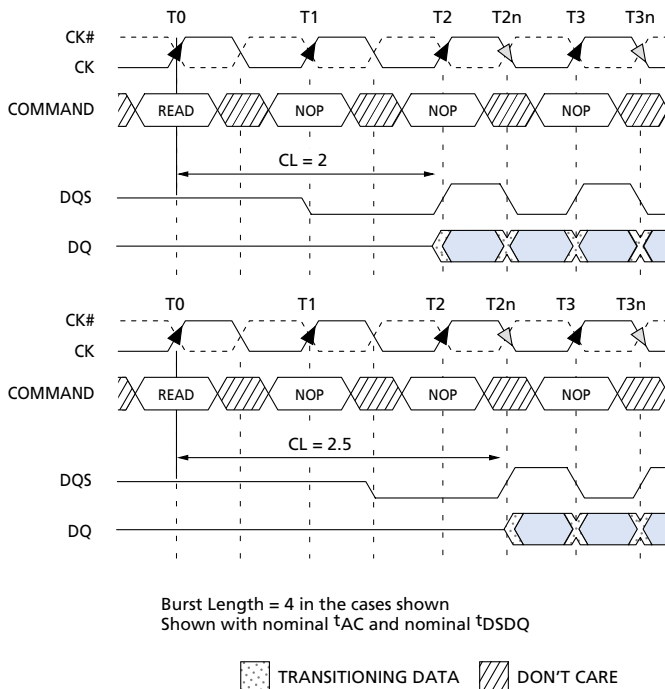 T0 T1 T2 T2n T3 T3n
CK#
CK
COMMAND READ NOP NOP NOP
CL = 2
DQS
DQ
T0 T1 T2 T2n T3 T3n
CK#
CK
COMMAND READ NOP NOP NOP
CL = 2.5
DQS
DQ
Burst Length = 4 in the cases shown
Shown with nominal tAC and nominal tDSDQ
TRANSITIONING DATA DON'T CARE